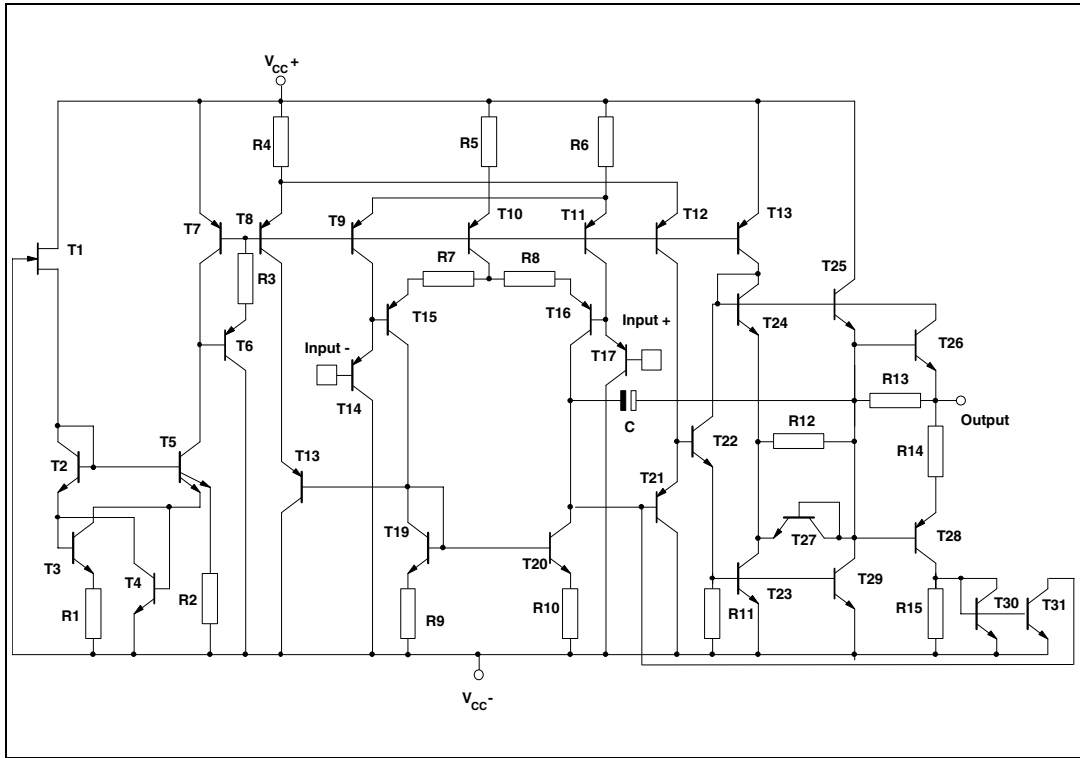 VCC+
R4
R5
R6
T7
T8
T9
T10
T11
T12
T13
T1
R3
R7
R8
T25
T6
T15
T16
Input +
T24
T26
Input -
T17
R13
Output
T14
C
R12
T2
T5
T13
T22
R14
T21
T19
T27
T28
T3
T4
T20
T23
T29
R1
R2
R9
R10
R11
R15
T30
T31
VCC-